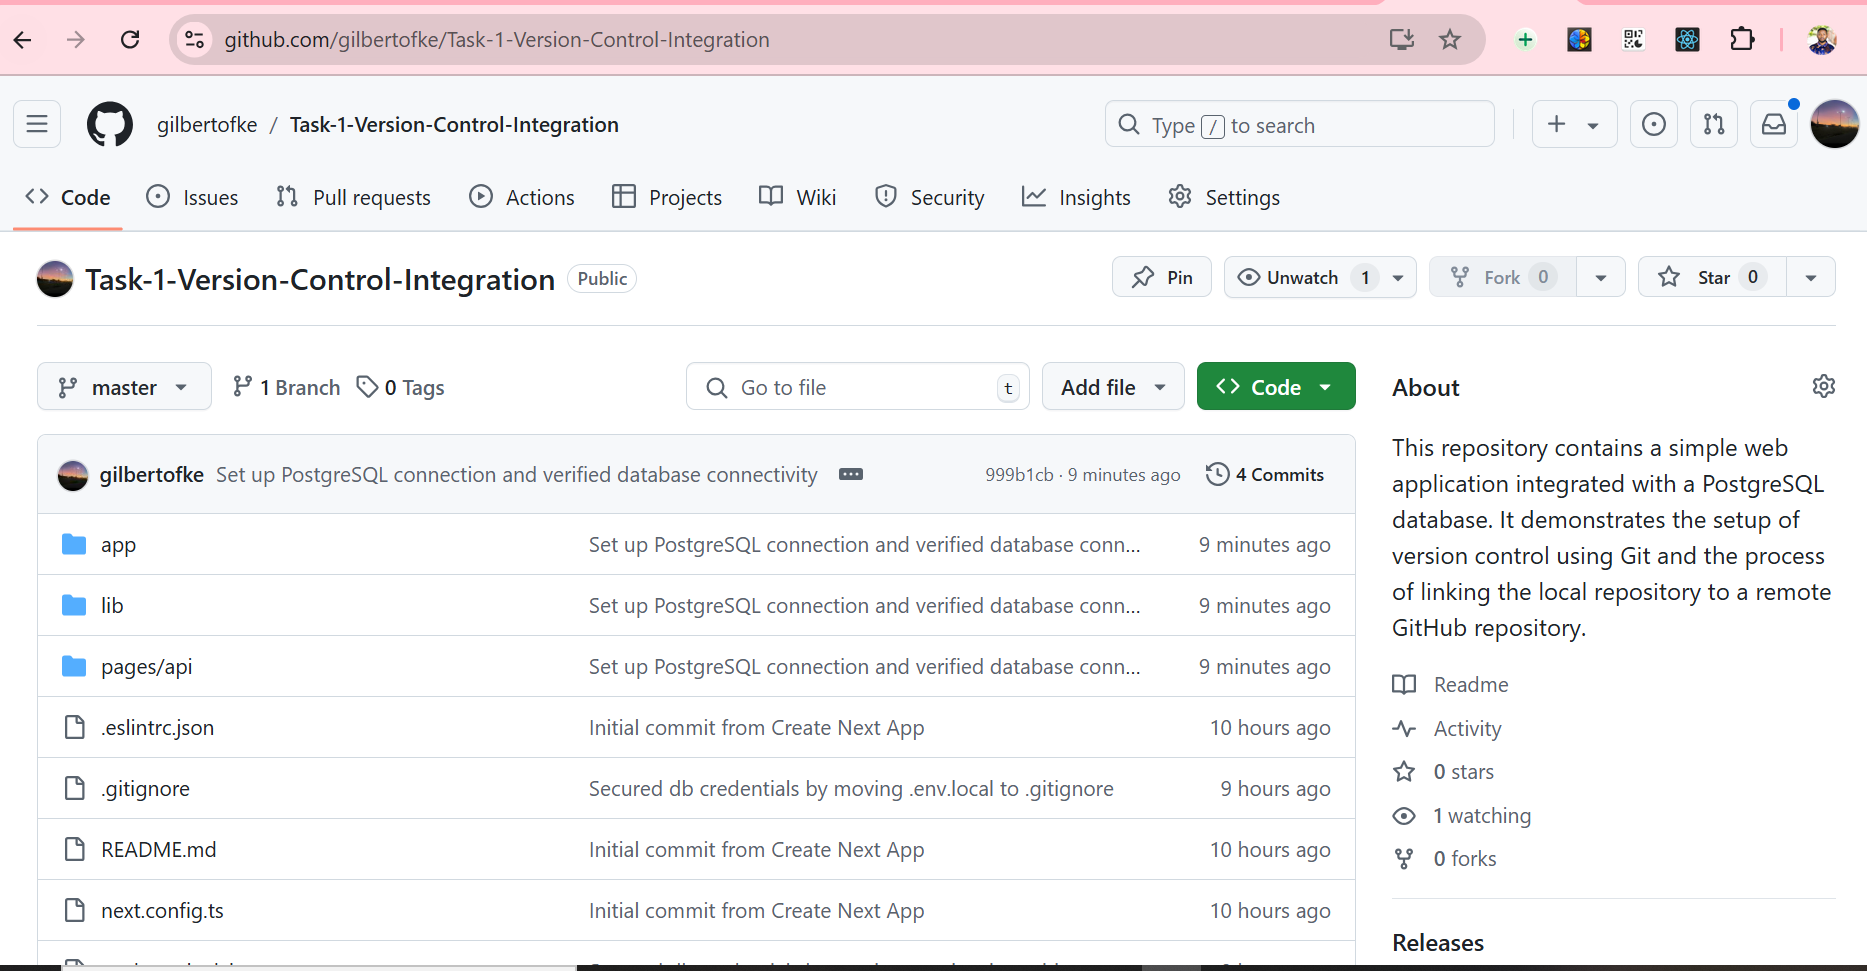 github.com/gilbertofke/Task-1-Version-Control-Integration
gilbertofke / Task-1-Version-Control-Integration
Type / to search
Code Issues Pull requests Actions Projects Wiki Security Insights Settings
Task-1-Version-Control-Integration Public
Pin Unwatch 1 Fork 0 Star 0
master 1 Branch 0 Tags Go to file t Add file Code
gilbertofke Set up PostgreSQL connection and verified database connectivity 999b1cb · 9 minutes ago 4 Commits
app Set up PostgreSQL connection and verified database conn... 9 minutes ago
lib Set up PostgreSQL connection and verified database conn... 9 minutes ago
pages/api Set up PostgreSQL connection and verified database conn... 9 minutes ago
.eslintrc.json Initial commit from Create Next App 10 hours ago
.gitignore Secured db credentials by moving .env.local to .gitignore 9 hours ago
README.md Initial commit from Create Next App 10 hours ago
next.config.ts Initial commit from Create Next App 10 hours ago
About
This repository contains a simple web
application integrated with a PostgreSQL
database. It demonstrates the setup of
version control using Git and the process
of linking the local repository to a remote
GitHub repository.
Readme
Activity
0 stars
1 watching
0 forks
Releases